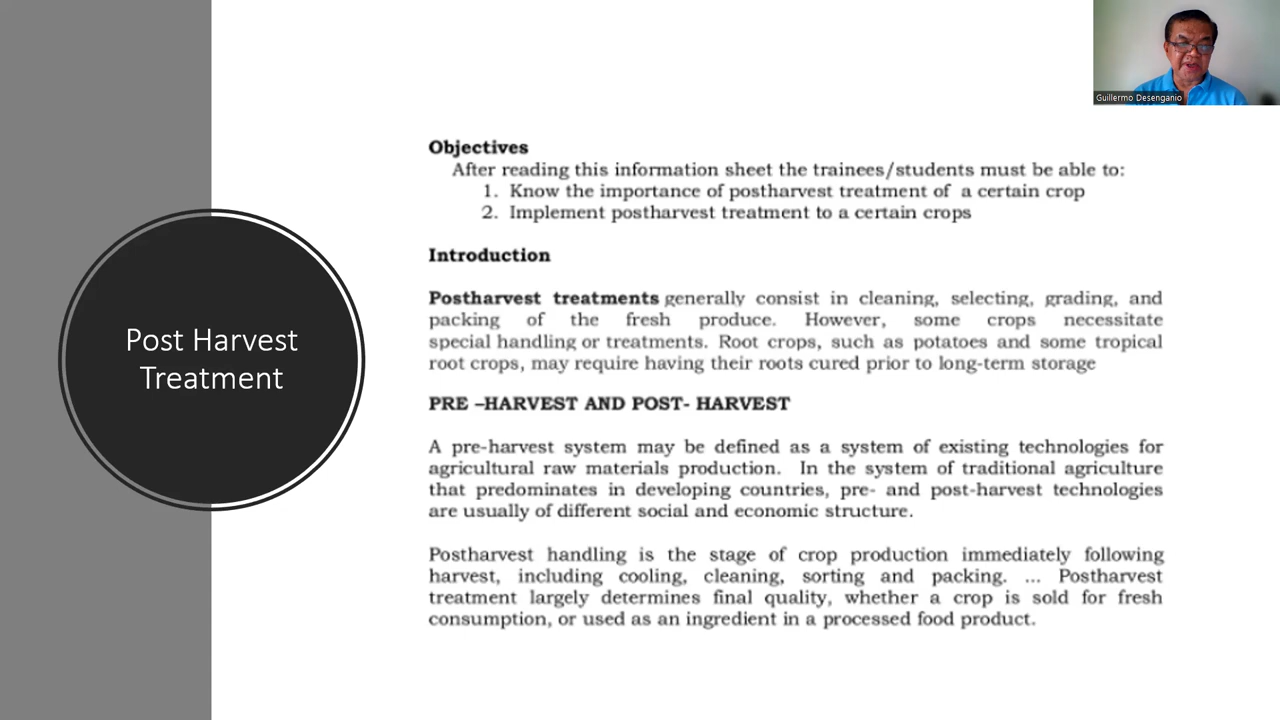 Guillermo Desenganio
Post Harvest
Treatment
Objectives
After reading this information sheet the trainees/students must be able to:
1. Know the importance of postharvest treatment of a certain crop
2. Implement postharvest treatment to a certain crops
Introduction
Postharvest treatments generally consist in cleaning, selecting, grading, and
packing of the fresh produce. However, some crops necessitate
special handling or treatments. Root crops, such as potatoes and some tropical
root crops, may require having their roots cured prior to long-term storage
PRE –HARVEST AND POST- HARVEST
A pre-harvest system may be defined as a system of existing technologies for
agricultural raw materials production. In the system of traditional agriculture
that predominates in developing countries, pre- and post-harvest technologies
are usually of different social and economic structure.
Postharvest handling is the stage of crop production immediately following
harvest, including cooling, cleaning, sorting and packing. ... Postharvest
treatment largely determines final quality, whether a crop is sold for fresh
consumption, or used as an ingredient in a processed food product.